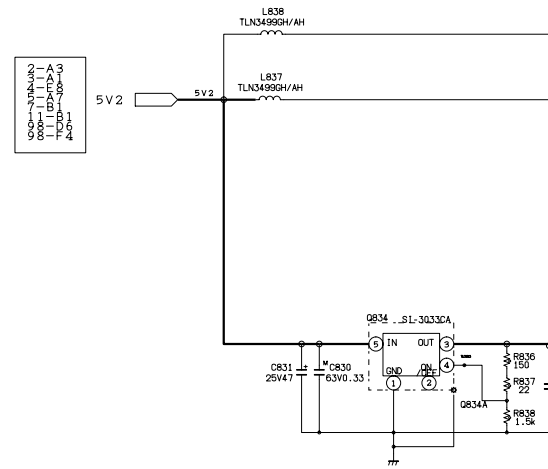 L838
TLN3499GH/AH
2-A3
3-A1
4-E8
5-A7
7-B1
11-B1
98-D6
98-F4
5V2
5V2
L837
TLN3499GH/AH
Q834
SI-3033CA
5
IN
OUT
3
GND
ON
/OFF
4
1
2
C831
25V47
+
M
C830
63V0.33
Q834A
R836
150
R837
22
R838
1.5k